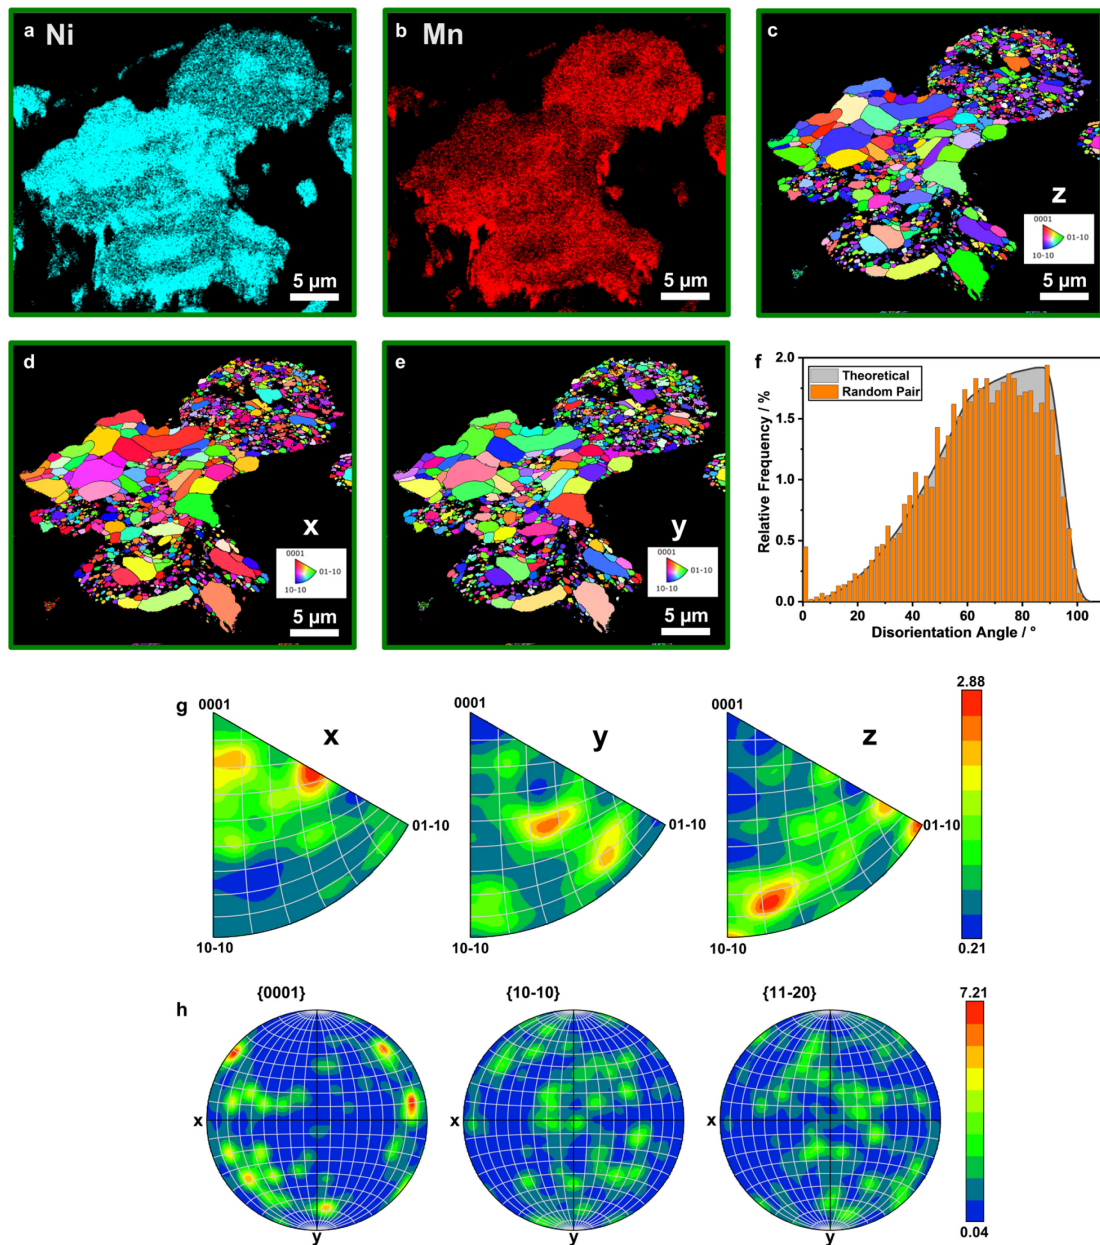 a Ni
5 µm
b Mn
5 µm
c
z
0001
01-10
10-10
5 µm
d
x
0001
01-10
10-10
5 µm
e
y
0001
01-10
10-10
5 µm
f
2.0
1.5
1.0
0.5
0.0
Relative Frequency / %
Theoretical
Random Pair
0 20 40 60 80 100
Disorientation Angle / °
g
0001
x
01-10
10-10
0001
y
01-10
10-10
0001
z
01-10
10-10
2.88
0.21
h
{0001}
x
y
{10-10}
x
y
{11-20}
x
y
7.21
0.04